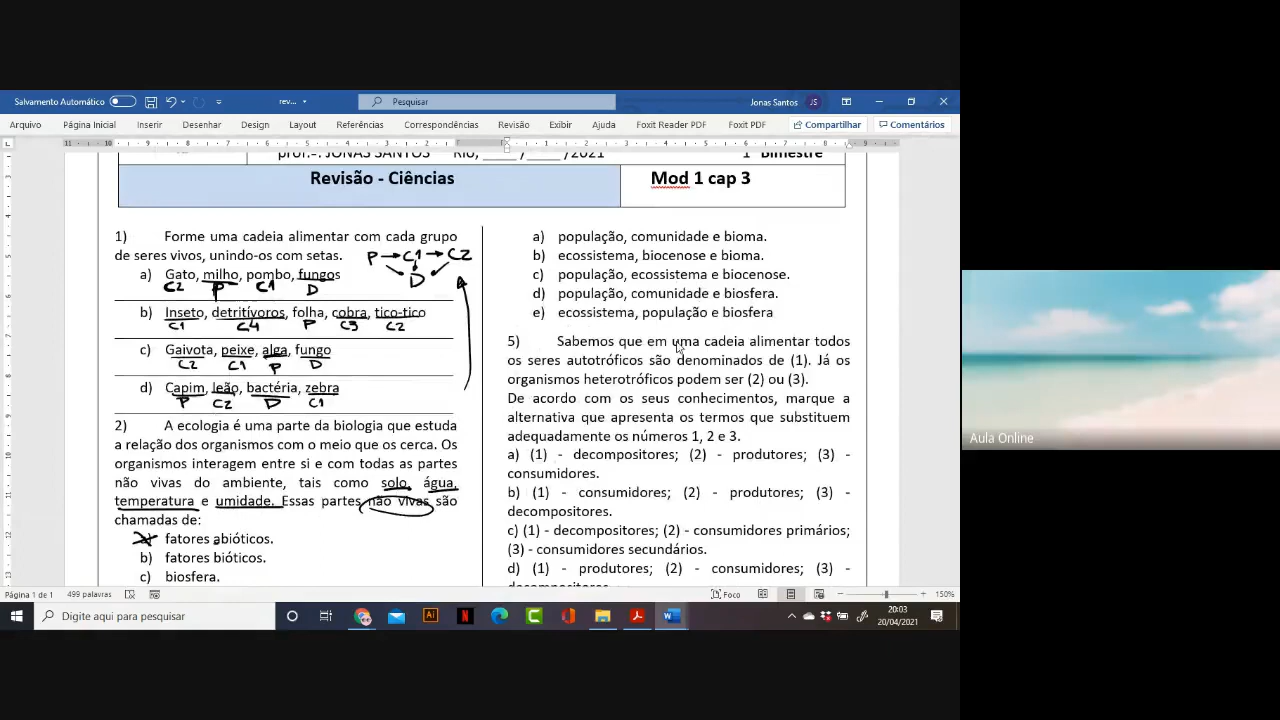 Salvamento Automático
rev...
Pesquisar
Jonas Santos
JS
Arquivo
Página Inicial
Inserir
Desenhar
Design
Layout
Referências
Correspondências
Revisão
Exibir
Ajuda
Foxit Reader PDF
Foxit PDF
Compartilhar
Comentários
prof.-. JONAS SANTOS Rio, ____ /____ /2021
1 Bimestre
Revisão - Ciências
Mod 1 cap 3
1) Forme uma cadeia alimentar com cada grupo
de seres vivos, unindo-os com setas.
P → C1 → C2
D
a) Gato, milho, pombo, fungos
C2 P C1 D
b) Inseto, detritívoros, folha, cobra, tico-tico
C1 C4 P C3 C2
c) Gaivota, peixe, alga, fungo
C2 C1 P D
d) Capim, leão, bactéria, zebra
P C2 D C1
2) A ecologia é uma parte da biologia que estuda
a relação dos organismos com o meio que os cerca. Os
organismos interagem entre si e com todas as partes
não vivas do ambiente, tais como solo, água,
temperatura e umidade. Essas partes não vivas são
chamadas de:
fatores abióticos.
b) fatores bióticos.
c) biosfera.
a) população, comunidade e bioma.
b) ecossistema, biocenose e bioma.
c) população, ecossistema e biocenose.
d) população, comunidade e biosfera.
e) ecossistema, população e biosfera
5) Sabemos que em uma cadeia alimentar todos
os seres autotróficos são denominados de (1). Já os
organismos heterotróficos podem ser (2) ou (3).
De acordo com os seus conhecimentos, marque a
alternativa que apresenta os termos que substituem
adequadamente os números 1, 2 e 3.
a) (1) - decompositores; (2) - produtores; (3) -
consumidores.
b) (1) - consumidores; (2) - produtores; (3) -
decompositores.
c) (1) - decompositores; (2) - consumidores primários;
(3) - consumidores secundários.
d) (1) - produtores; (2) - consumidores; (3) -
decompositores.
Página 1 de 1
499 palavras
Foco
150%
Digite aqui para pesquisar
20:03
20/04/2021
Aula Online